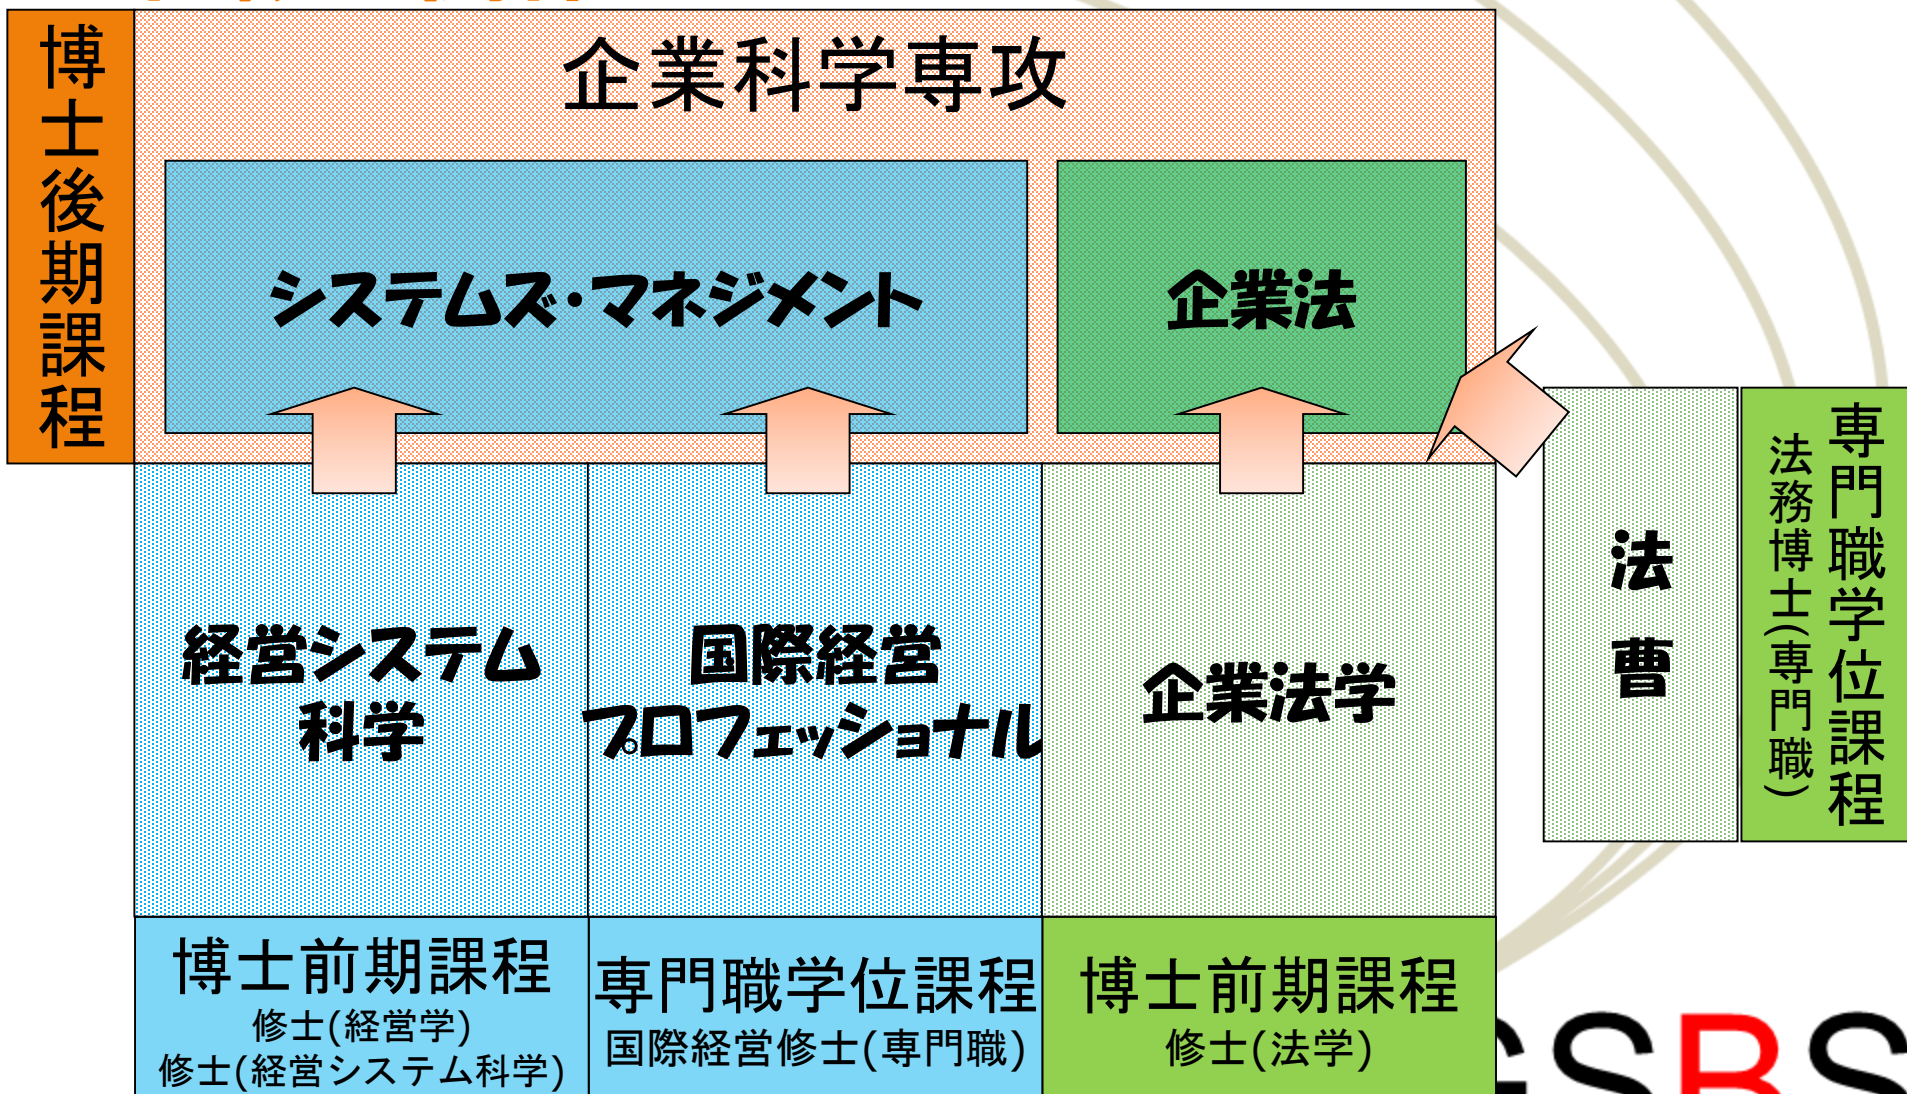 博士後期課程
企業科学専攻
システムズ・マネジメント
企業法
経営システム
科学
国際経営
プロフェッショナル
企業法学
法曹
専門職学位課程
法務博士(専門職)
博士前期課程
修士(経営学)
修士(経営システム科学)
専門職学位課程
国際経営修士(専門職)
博士前期課程
修士(法学)
SBS